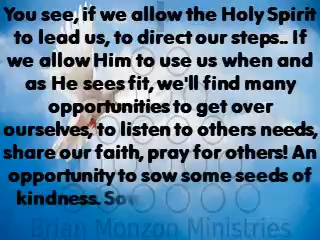 You see, if we allow the Holy Spirit
to lead us, to direct our steps.. If
we allow Him to use us when and
as He sees fit, we'll find many
opportunities to get over
ourselves, to listen to others needs,
share our faith, pray for others! An
opportunity to sow some seeds of
kindness.
Brian Monzon Ministries